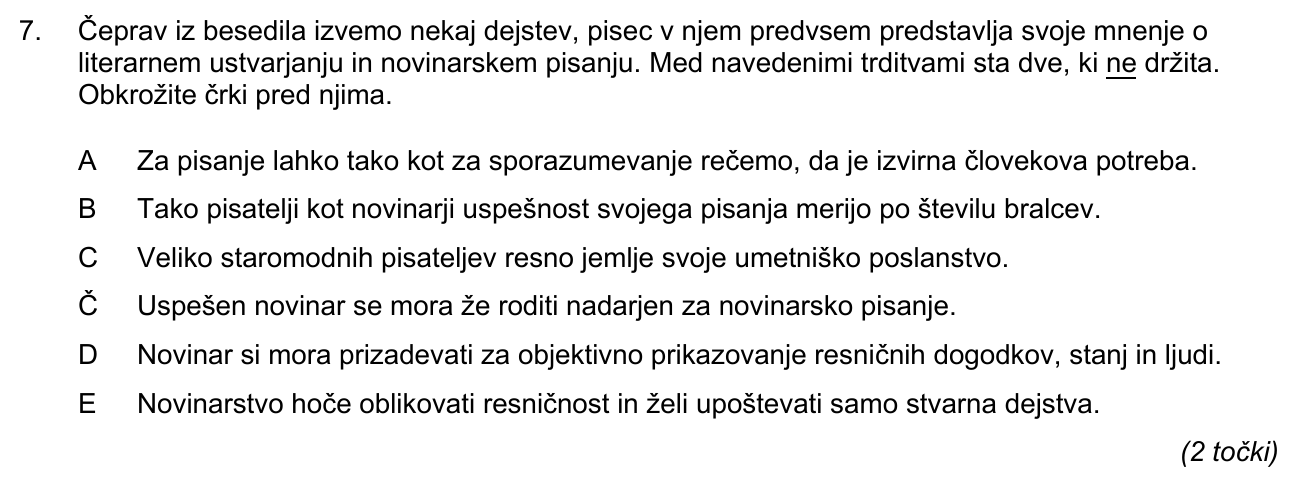 7. Čeprav iz besedila izvemo nekaj dejstev, pisec v njem predvsem predstavlja svoje mnenje o
literarnem ustvarjanju in novinarskem pisanju. Med navedenimi trditvami sta dve, ki ne držita.
Obkrožite črki pred njima.
A Za pisanje lahko tako kot za sporazumevanje rečemo, da je izvirna človekova potreba.
B Tako pisatelji kot novinarji uspešnost svojega pisanja merijo po številu bralcev.
C Veliko staromodnih pisateljev resno jemlje svoje umetniško poslanstvo.
Č Uspešen novinar se mora že roditi nadarjen za novinarsko pisanje.
D Novinar si mora prizadevati za objektivno prikazovanje resničnih dogodkov, stanj in ljudi.
E Novinarstvo hoče oblikovati resničnost in želi upoštevati samo stvarna dejstva.
(2 točki)